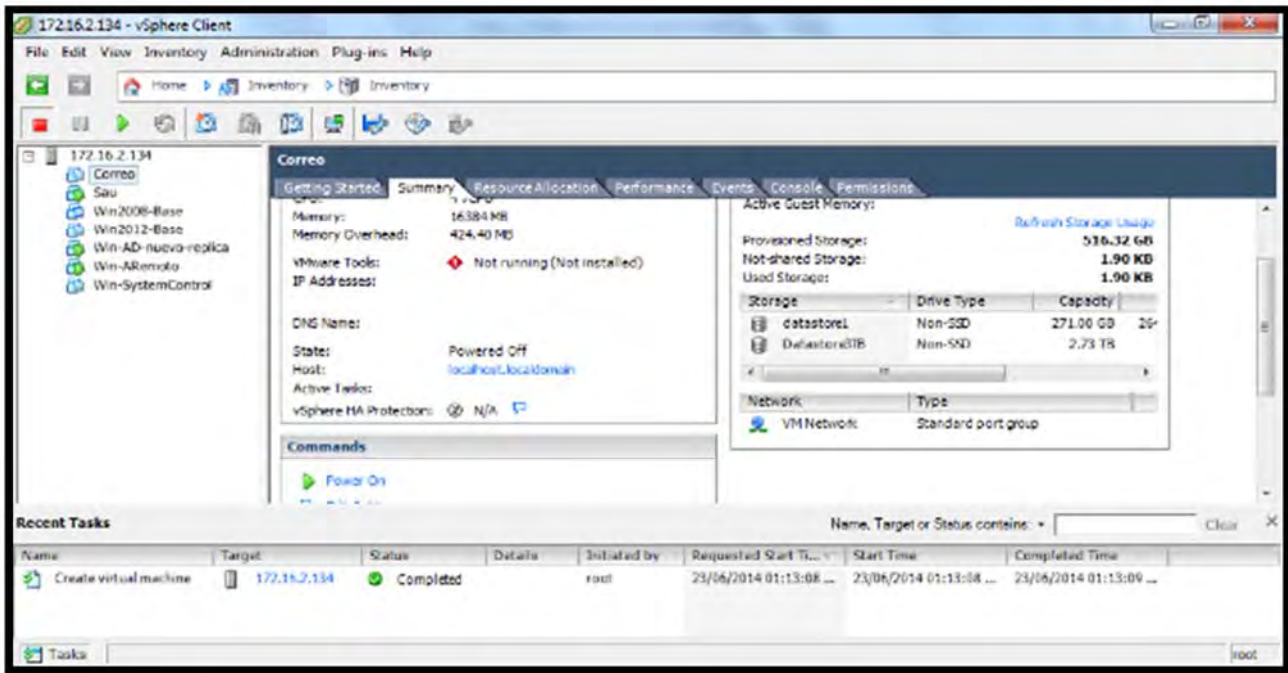 172.16.2.134 - vSphere Client
File Edit View Inventory Administration Plug-ins Help
Home Inventory Inventory
172.16.2.134
Correo
Sau
Win2008-Base
Win2012-Base
Win-AD-nuevo-replica
Win-ARemoto
Win-SystemControl
Correo
Getting Started Summary Resource Allocation Performance Events Console Permissions
Memory: 16384 MB
Memory Overhead: 424.40 MB
VMware Tools: Not running (Not installed)
IP Addresses:
DNS Name:
State: Powered Off
Host: localhost.localdomain
Active Tasks:
vSphere HA Protection: N/A
Commands
Power On
Active Guest Memory:
Refresh Storage Usage
Provisioned Storage: 516.32 GB
Not-shared Storage: 1.90 KB
Used Storage: 1.90 KB
Storage Drive Type Capacity
datastore1 Non-SSD 271.00 GB 26
Datastore3TB Non-SSD 2.73 TB
Network Type
VM Network Standard port group
Recent Tasks Name, Target or Status contains: Clear
Name Target Status Details Initiated by Requested Start Ti... Start Time Completed Time
Create virtual machine 172.16.2.134 Completed root 23/06/2014 01:13:08 ... 23/06/2014 01:13:08 ... 23/06/2014 01:13:09 ...
Tasks root